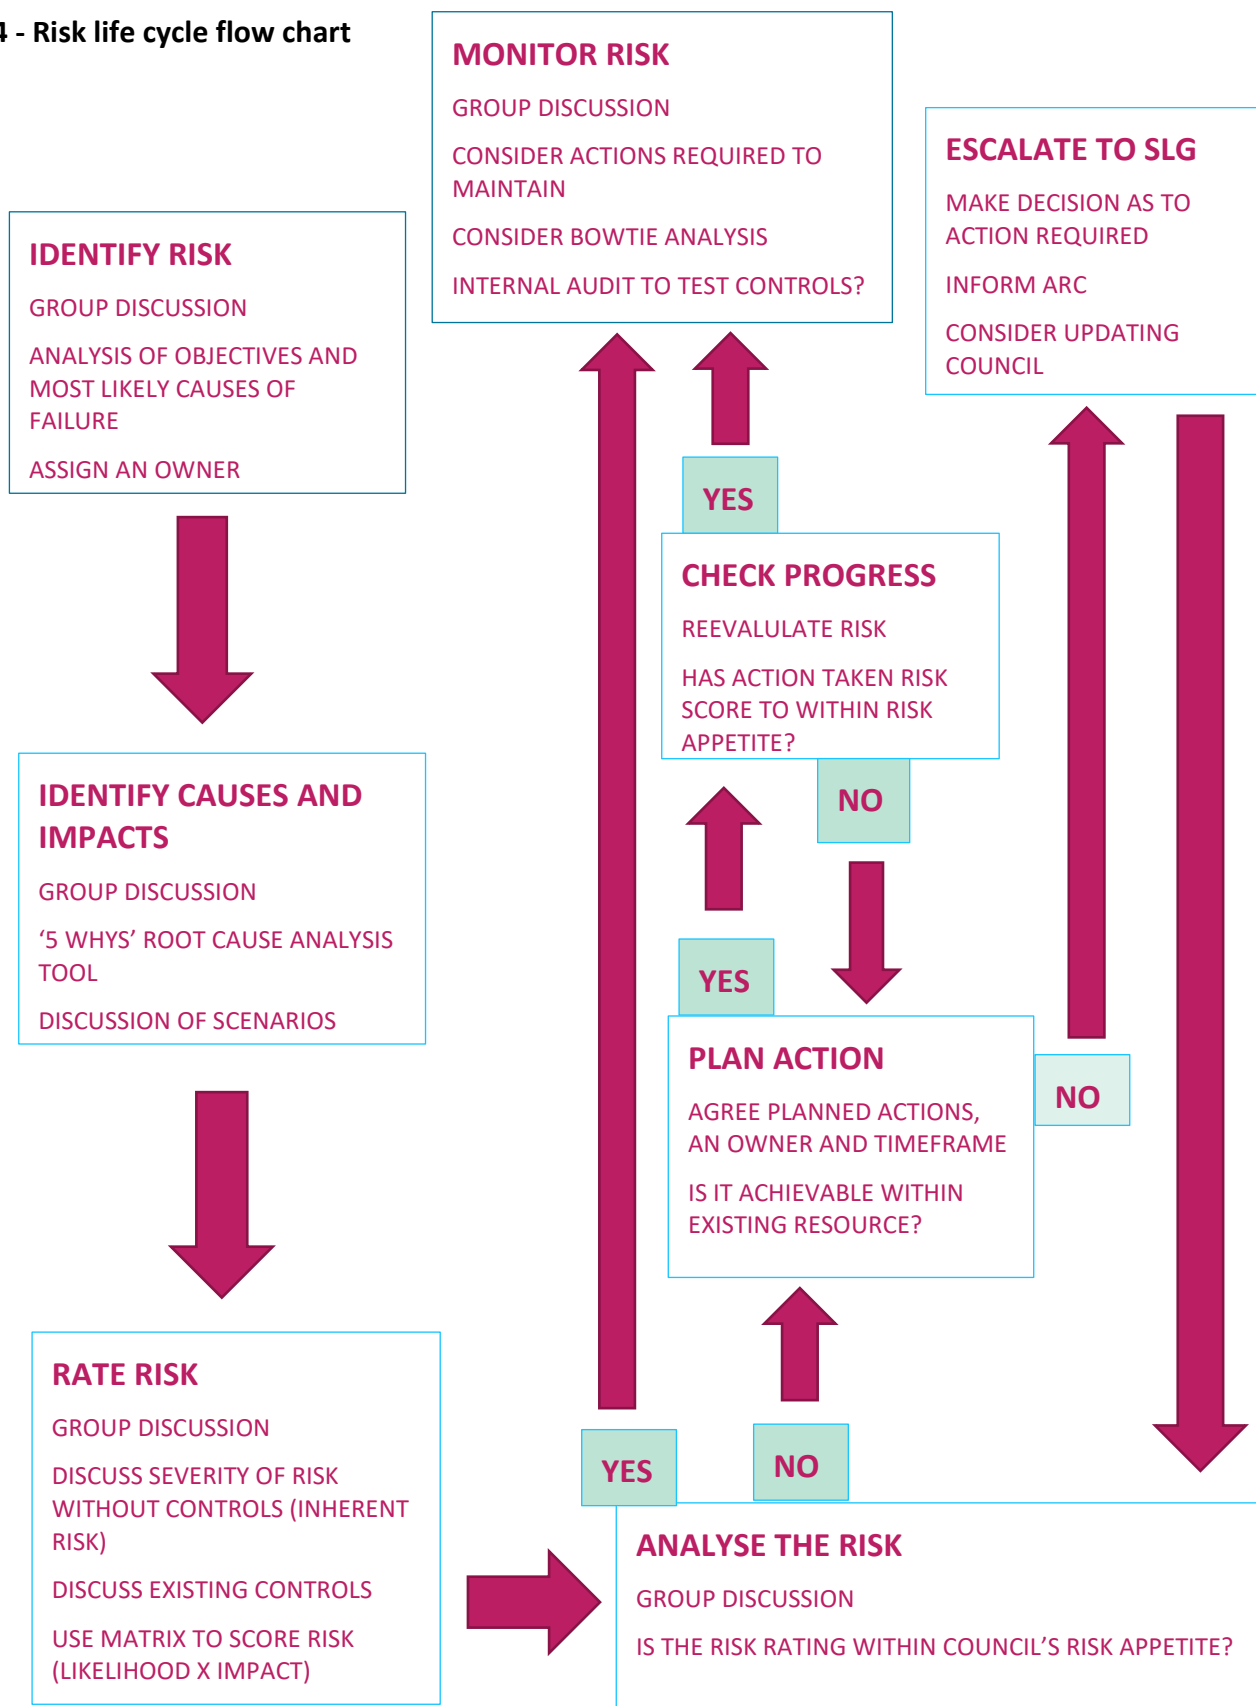 4 - Risk life cycle flow chart
MONITOR RISK
GROUP DISCUSSION
CONSIDER ACTIONS REQUIRED TO
MAINTAIN
CONSIDER BOWTIE ANALYSIS
INTERNAL AUDIT TO TEST CONTROLS?
ESCALATE TO SLG
MAKE DECISION AS TO
ACTION REQUIRED
INFORM ARC
CONSIDER UPDATING
COUNCIL
IDENTIFY RISK
GROUP DISCUSSION
ANALYSIS OF OBJECTIVES AND
MOST LIKELY CAUSES OF
FAILURE
ASSIGN AN OWNER
YES
CHECK PROGRESS
REEVALULATE RISK
HAS ACTION TAKEN RISK
SCORE TO WITHIN RISK
APPETITE?
NO
IDENTIFY CAUSES AND
IMPACTS
GROUP DISCUSSION
‘5 WHYS’ ROOT CAUSE ANALYSIS
TOOL
DISCUSSION OF SCENARIOS
YES
PLAN ACTION
AGREE PLANNED ACTIONS,
AN OWNER AND TIMEFRAME
IS IT ACHIEVABLE WITHIN
EXISTING RESOURCE?
NO
RATE RISK
GROUP DISCUSSION
DISCUSS SEVERITY OF RISK
WITHOUT CONTROLS (INHERENT
RISK)
DISCUSS EXISTING CONTROLS
USE MATRIX TO SCORE RISK
(LIKELIHOOD X IMPACT)
YES
NO
ANALYSE THE RISK
GROUP DISCUSSION
IS THE RISK RATING WITHIN COUNCIL’S RISK APPETITE?